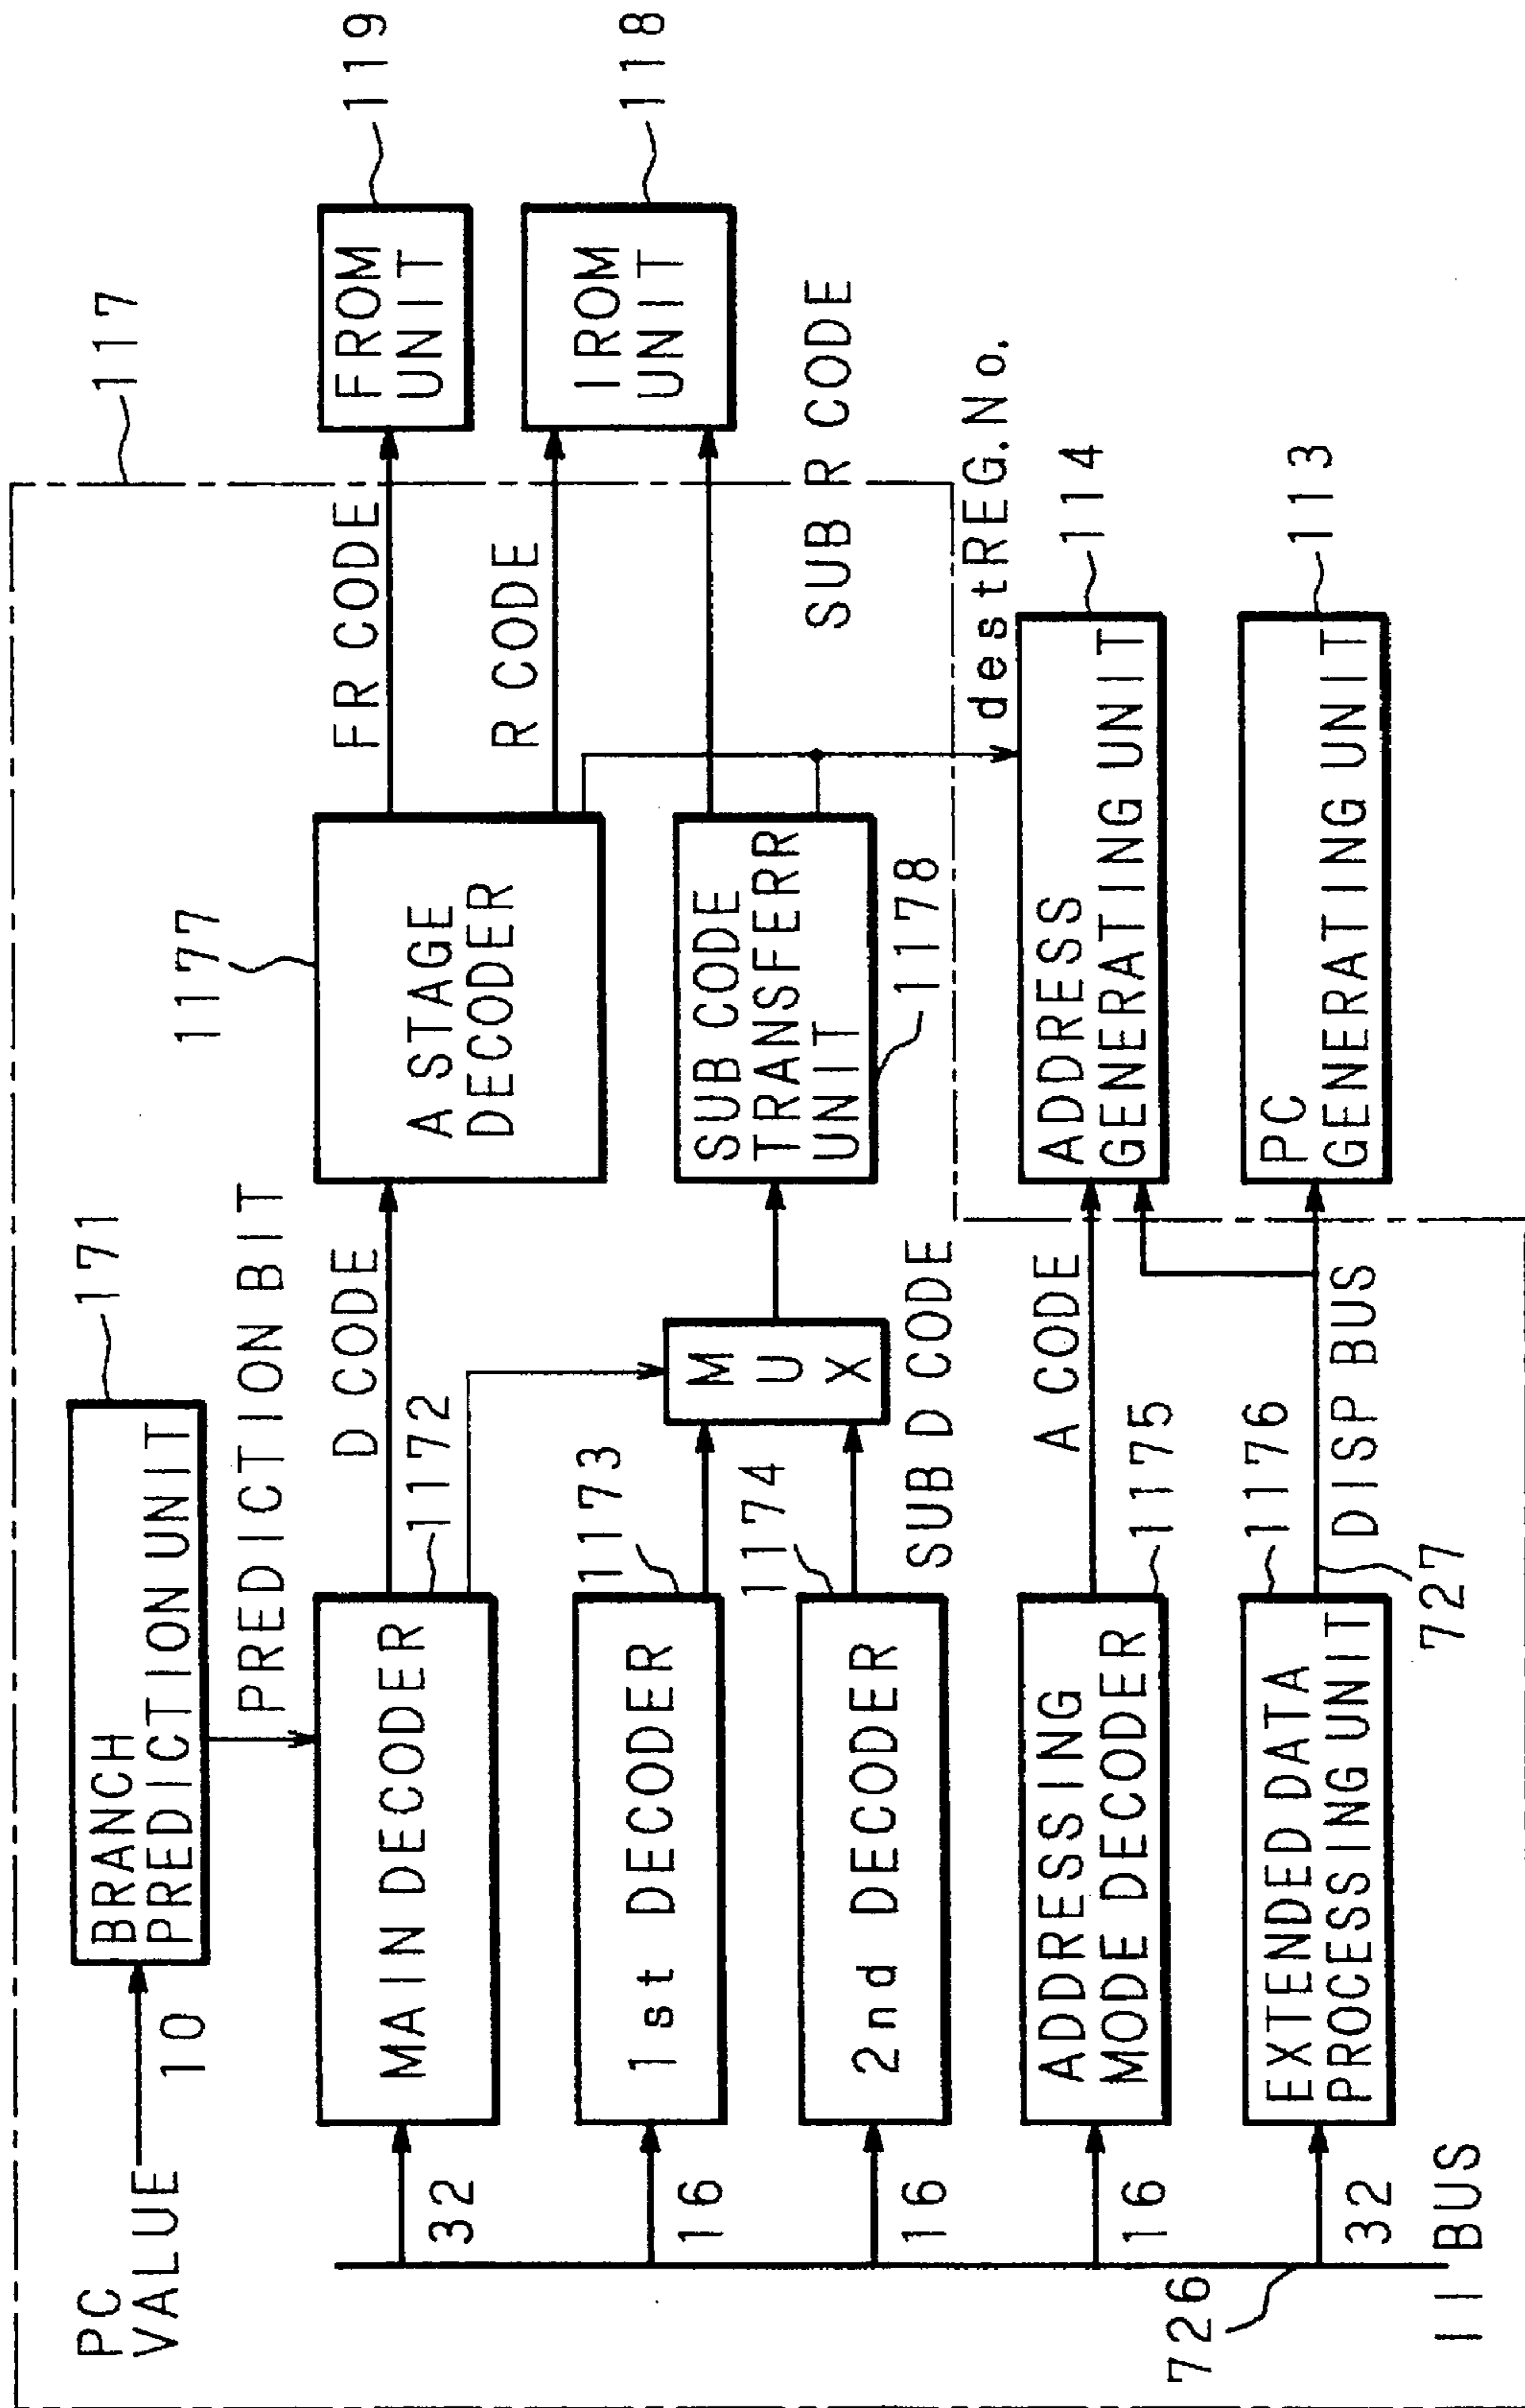 PC
VALUE
10
BRANCH
PREDICTION UNIT
171
PREDICTION BIT
117
MAIN DECODER
32
1172
D CODE
A STAGE
DECODER
1177
FR CODE
R CODE
FROM
UNIT
119
IROM
UNIT
118
1st DECODER
16
1173
2nd DECODER
16
1174
MUX
SUB D CODE
SUB CODE
TRANSFERR
UNIT
1178
SUB R CODE
destREG.No.
ADDRESSING
MODE DECODER
16
1175
A CODE
ADDRESS
GENERATING UNIT
114
EXTENDED DATA
PROCESSING UNIT
32
1176
DISP BUS
727
PC
GENERATING UNIT
113
726
II BUS